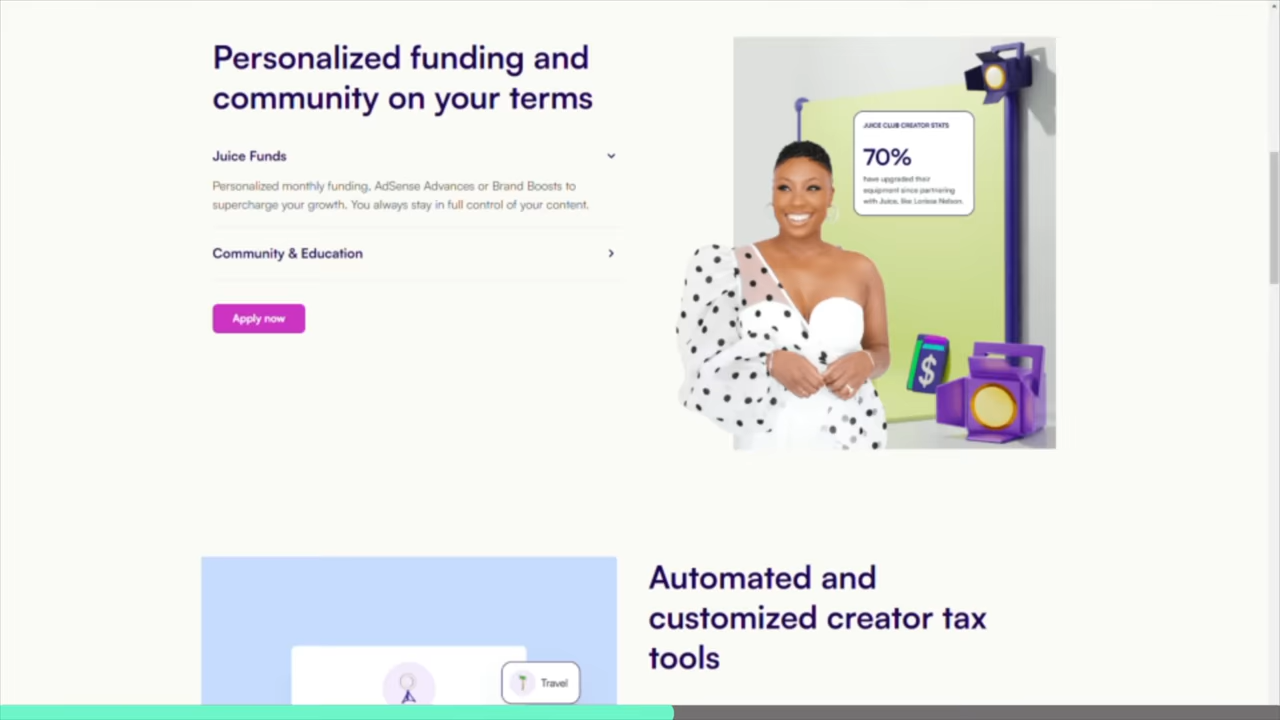 Personalized funding and
community on your terms
Juice Funds
Personalized monthly funding, AdSense Advances or Brand Boosts to
supercharge your growth. You always stay in full control of your content.
Community & Education
Apply now
JUICE CLUB CREATOR STATS
70%
have upgraded their
equipment since partnering
with Juice, like Lorissa Nelson.
$
Automated and
customized creator tax
tools
Travel